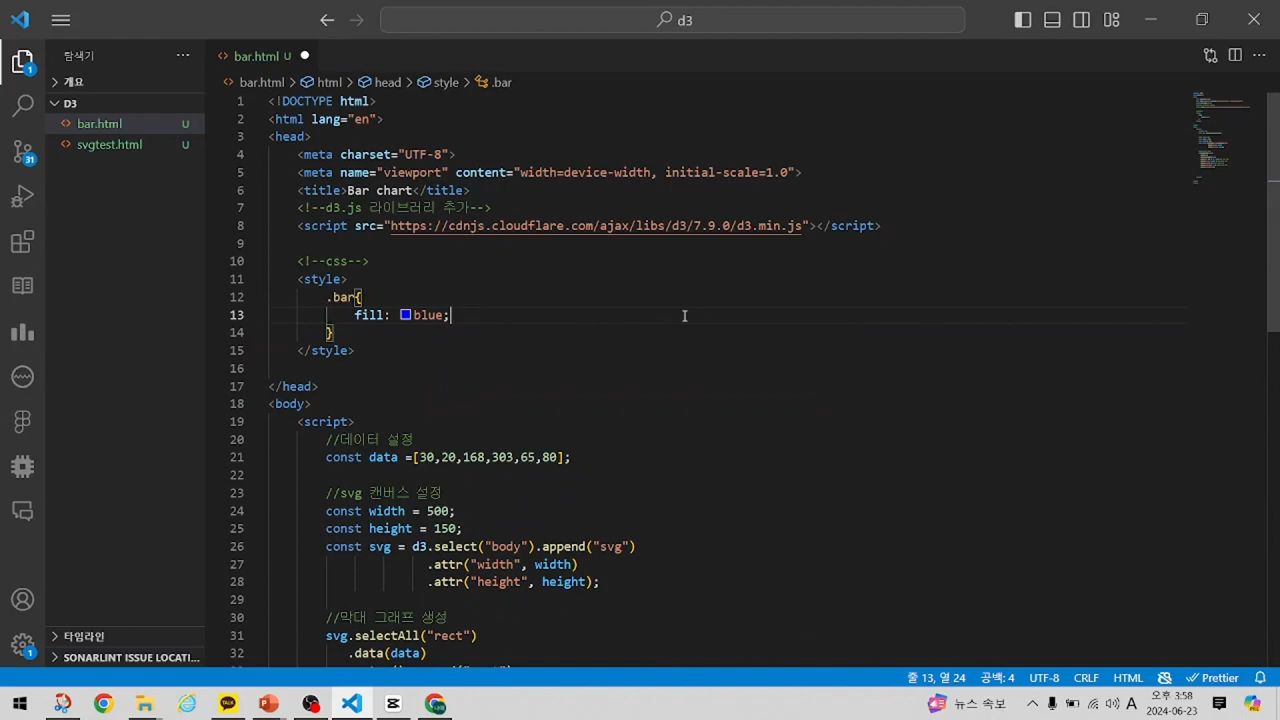 d3
탐색기
bar.html U
bar.html > html > head > style > .bar
개요
D3
bar.html U
svgtest.html U
1 <!DOCTYPE html>
2 <html lang="en">
3 <head>
4 <meta charset="UTF-8">
5 <meta name="viewport" content="width=device-width, initial-scale=1.0">
6 <title>Bar chart</title>
7 <!--d3.js 라이브러리 추가-->
8 <script src="https://cdnjs.cloudflare.com/ajax/libs/d3/7.9.0/d3.min.js"></script>
9
10 <!--css-->
11 <style>
12 .bar{
13 fill: blue;
14 }
15 </style>
16
17 </head>
18 <body>
19 <script>
20 //데이터 설정
21 const data =[30,20,168,303,65,80];
22
23 //svg 캔버스 설정
24 const width = 500;
25 const height = 150;
26 const svg = d3.select("body").append("svg")
27 .attr("width", width)
28 .attr("height", height);
29
30 //막대 그래프 생성
31 svg.selectAll("rect")
32 .data(data)
1
31
1
타임라인
SONARLINT ISSUE LOCATI...
줄 13, 열 24
공백: 4
UTF-8
CRLF
HTML
Prettier
TALK
뉴스 속보
A
오후 3:58
2024-06-23